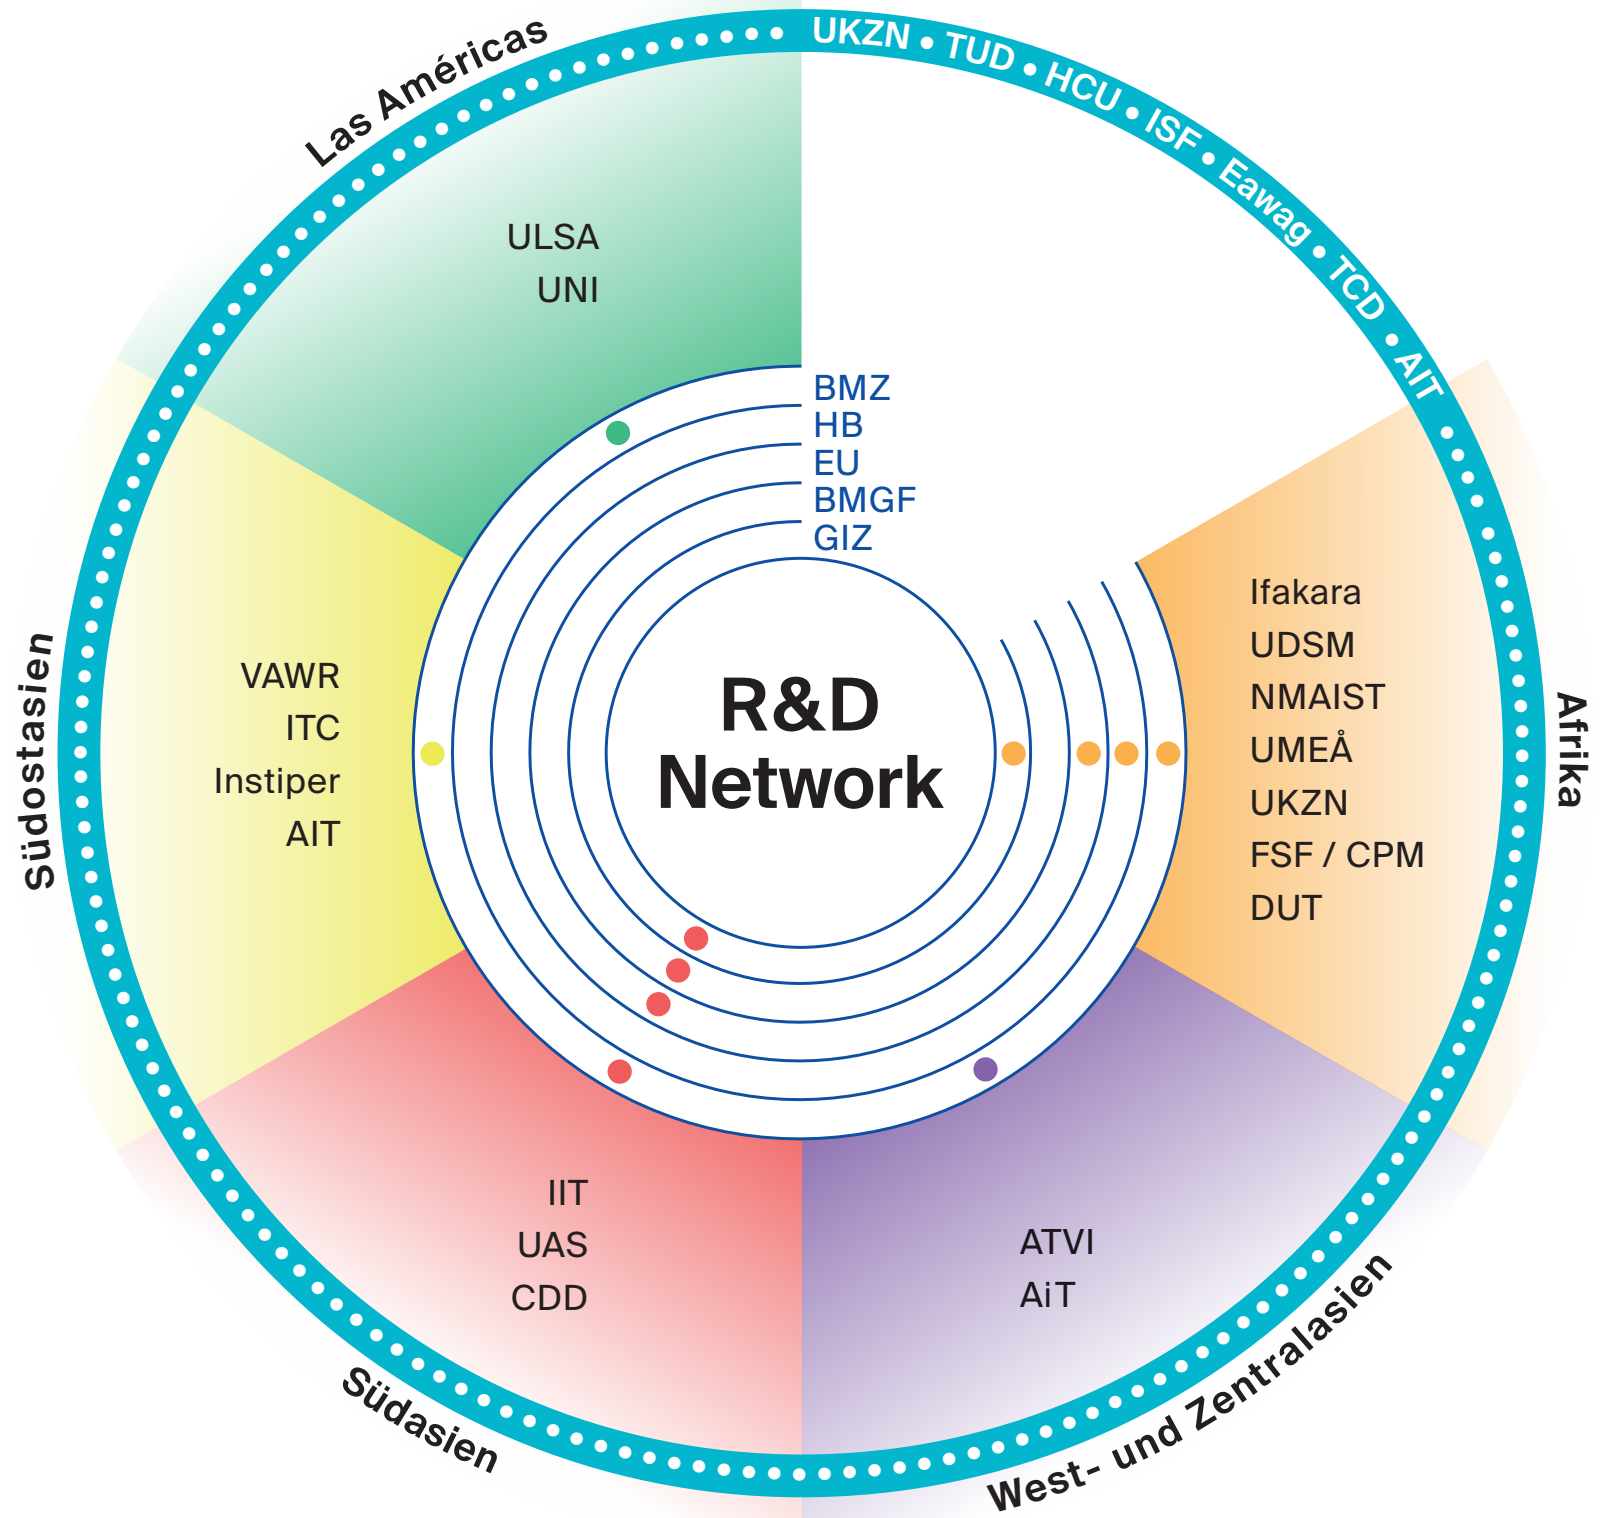 Las Américas
UKZN • TUD • HCU • ISF • Eawag • TCD • AIT
ULSA
UNI
BMZ
HB
EU
BMGF
GIZ
R&D
Network
Südostasien
VAWR
ITC
Instiper
AIT
Afrika
Ifakara
UDSM
NMAIST
UMEÅ
UKZN
FSF / CPM
DUT
Südasien
IIT
UAS
CDD
West- und Zentralasien
ATVI
AiT